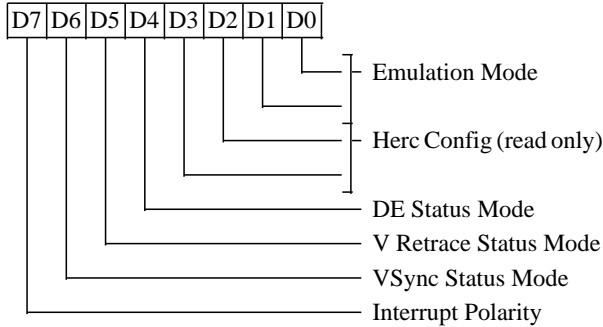 D7 D6 D5 D4 D3 D2 D1 D0
Emulation Mode
Herc Config (read only)
DE Status Mode
V Retrace Status Mode
VSync Status Mode
Interrupt Polarity